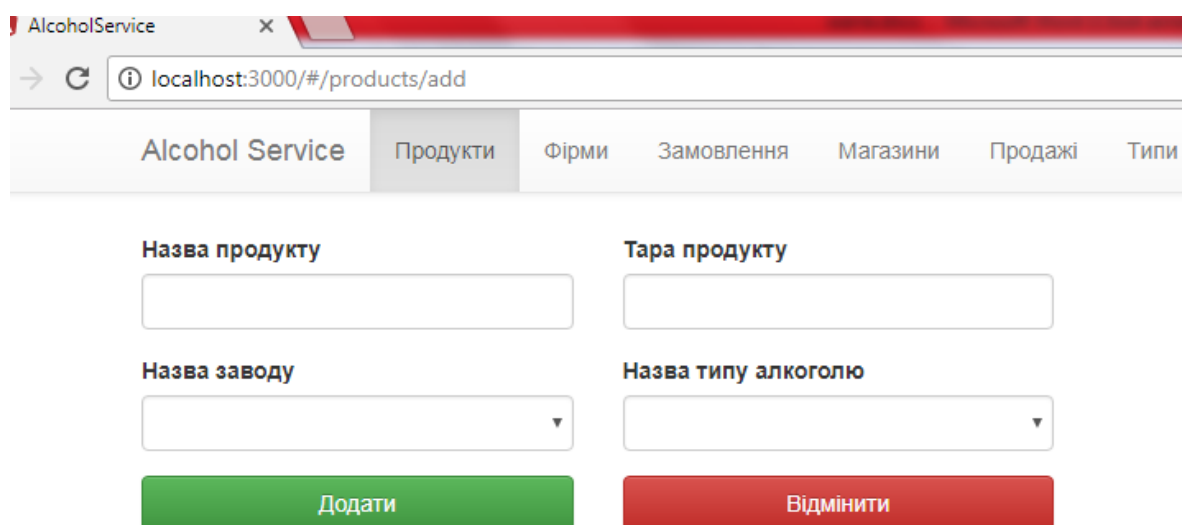 AlcoholService
localhost:3000/#/products/add
Alcohol Service Продукти Фірми Замовлення Магазини Продажі Типи
Назва продукту Тара продукту
Назва заводу Назва типу алкоголю
Додати Відмінити